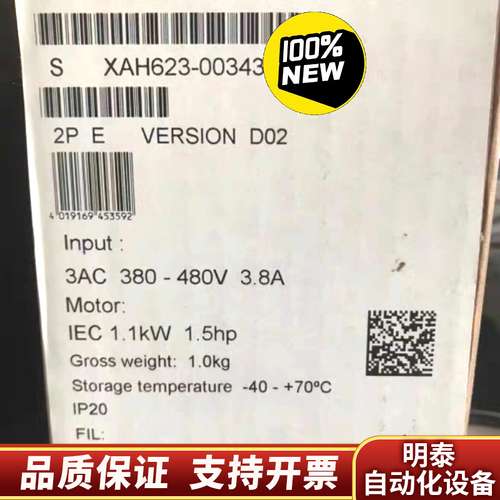 100%
NEW
S XAH623-00343
2P E VERSION D02
4 019169 453592
Input :
3AC 380 - 480V 3.8A
Motor:
IEC 1.1kW 1.5hp
Gross weight: 1.0kg
Storage temperature -40 - +70ºC
IP20
FIL:
品质保证 支持开票
明泰
自动化设备